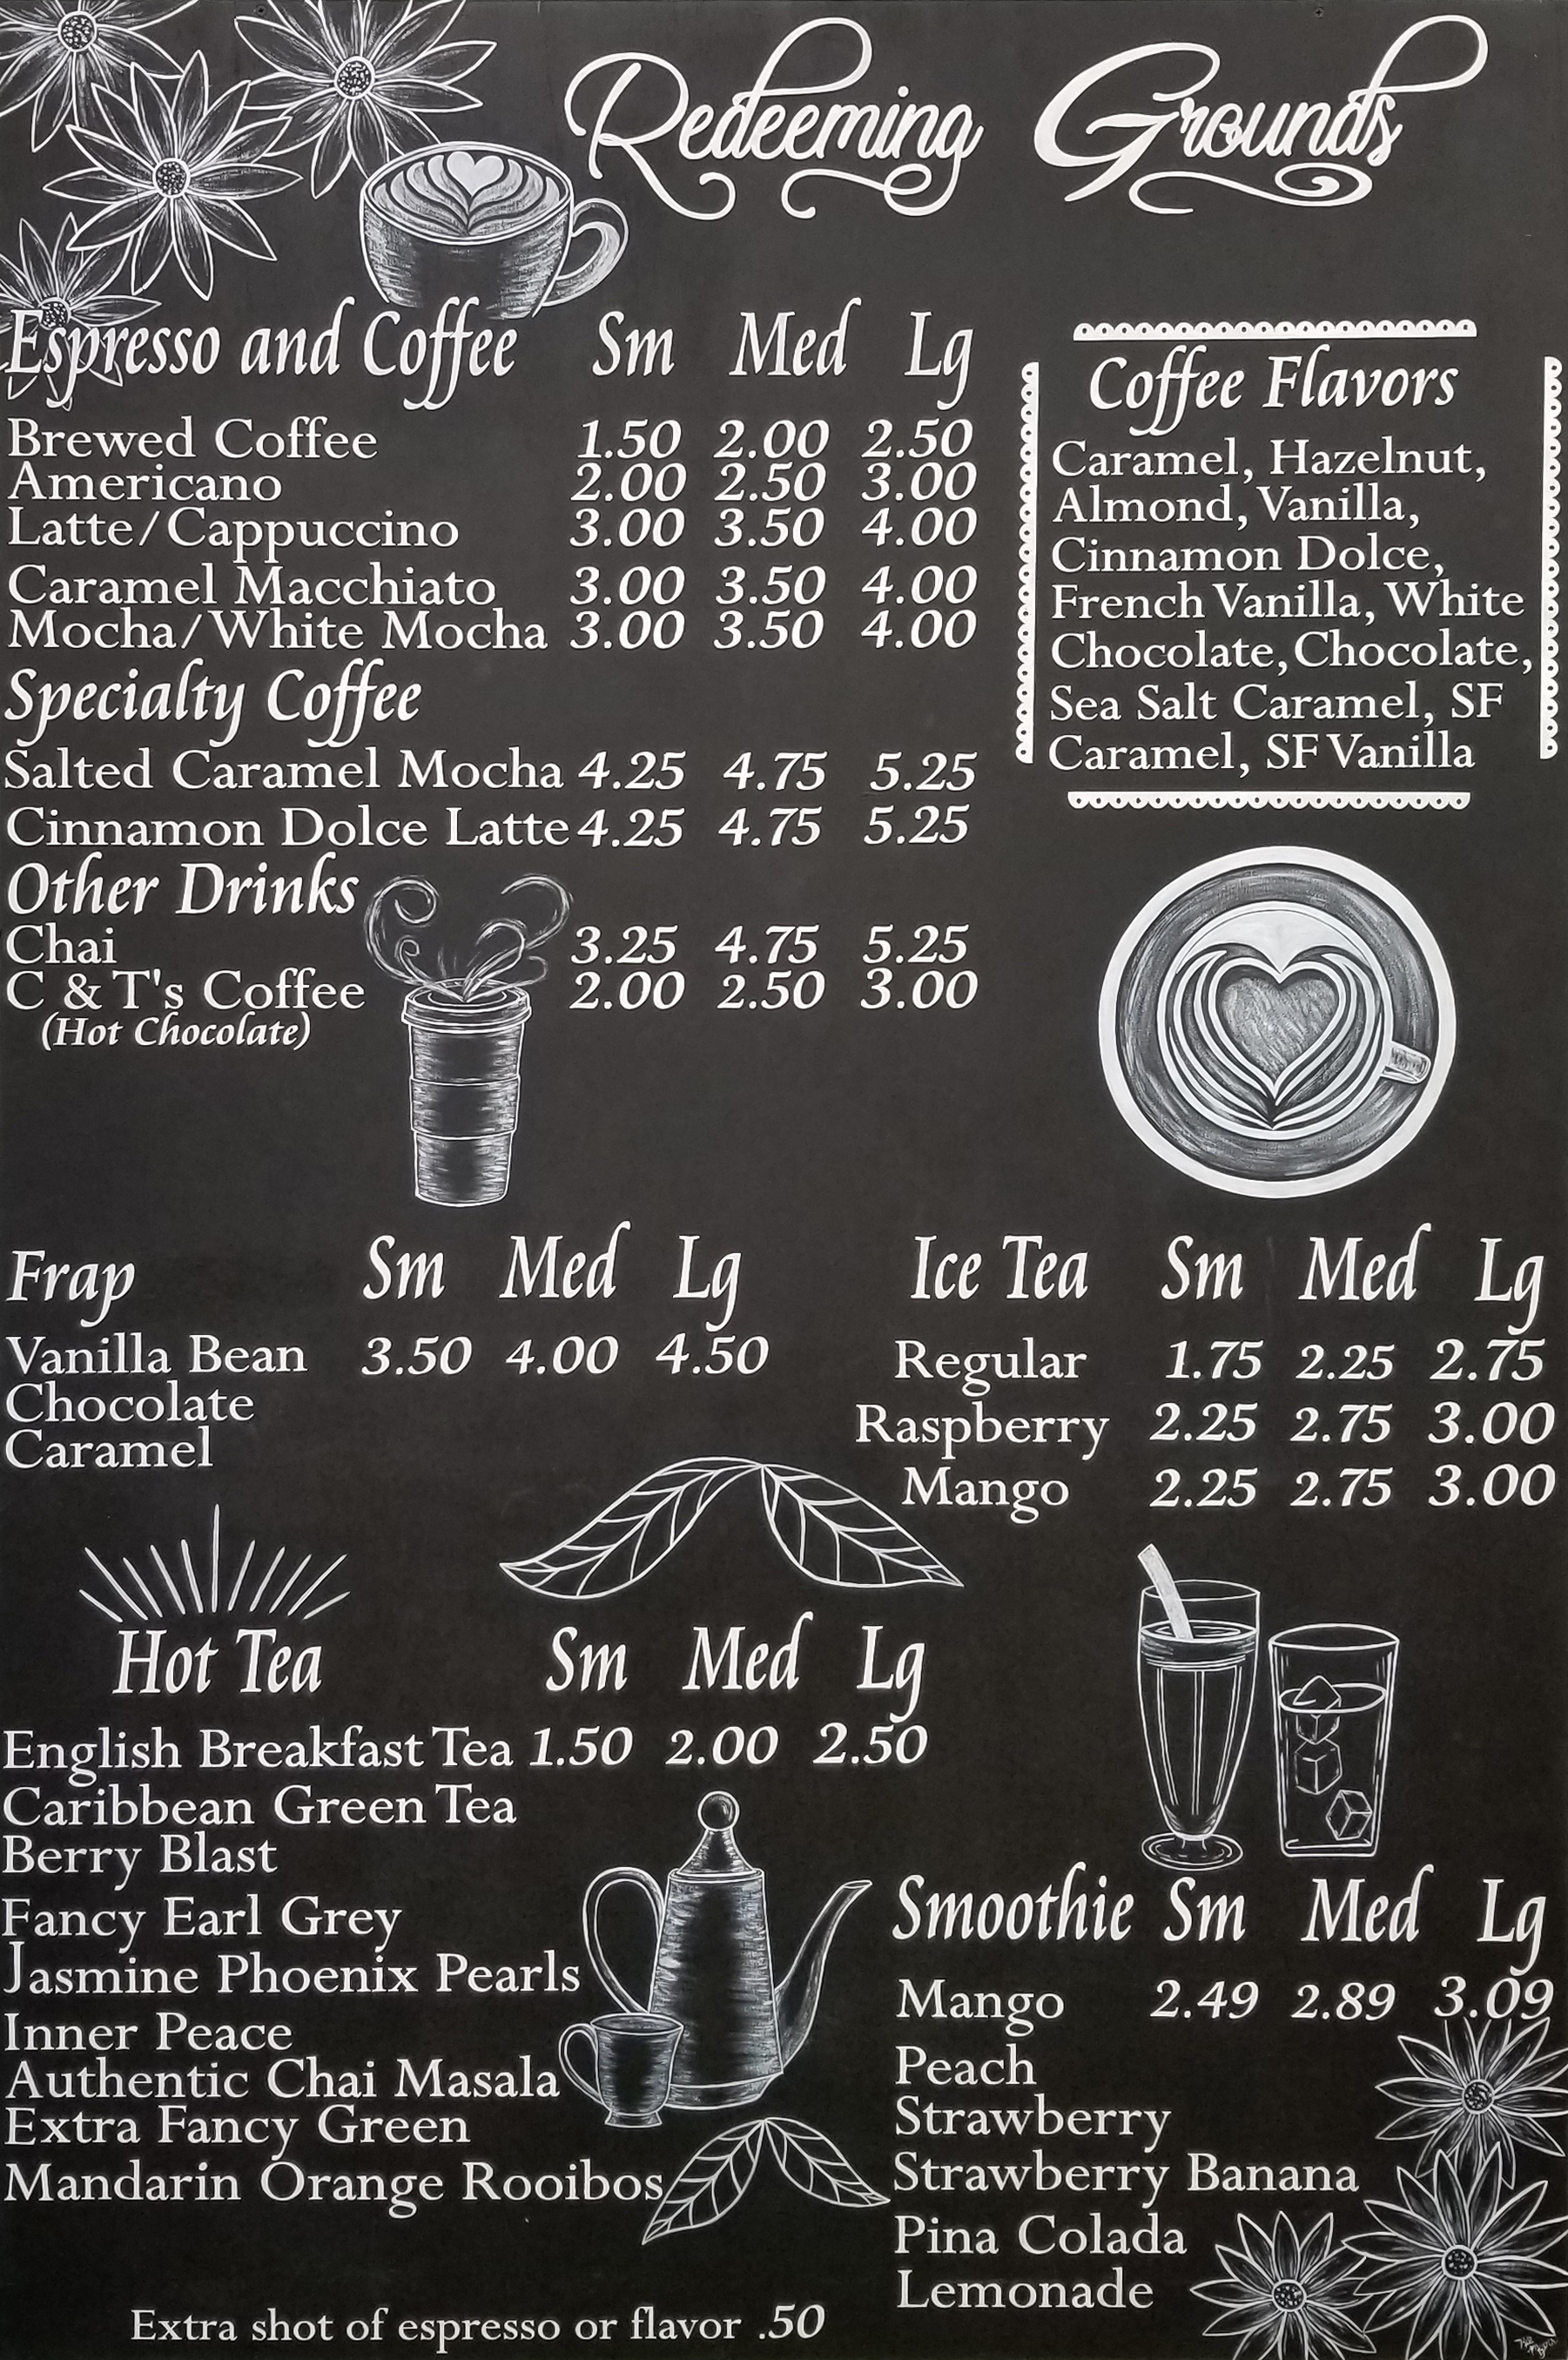 Redeeming Grounds
Espresso and Coffee Sm Med Lg
Brewed Coffee 1.50 2.00 2.50
Americano 2.00 2.50 3.00
Latte/Cappuccino 3.00 3.50 4.00
Caramel Macchiato 3.00 3.50 4.00
Mocha/White Mocha 3.00 3.50 4.00
Specialty Coffee
Salted Caramel Mocha 4.25 4.75 5.25
Cinnamon Dolce Latte 4.25 4.75 5.25
Other Drinks
Chai 3.25 4.75 5.25
C & T's Coffee 2.00 2.50 3.00
(Hot Chocolate)
Coffee Flavors
Caramel, Hazelnut,
Almond, Vanilla,
Cinnamon Dolce,
French Vanilla, White
Chocolate, Chocolate,
Sea Salt Caramel, SF
Caramel, SF Vanilla
Frap Sm Med Lg
Vanilla Bean 3.50 4.00 4.50
Chocolate
Caramel
Ice Tea Sm Med Lg
Regular 1.75 2.25 2.75
Raspberry 2.25 2.75 3.00
Mango 2.25 2.75 3.00
Hot Tea Sm Med Lg
English Breakfast Tea 1.50 2.00 2.50
Caribbean Green Tea
Berry Blast
Fancy Earl Grey
Jasmine Phoenix Pearls
Inner Peace
Authentic Chai Masala
Extra Fancy Green
Mandarin Orange Rooibos
Smoothie Sm Med Lg
Mango 2.49 2.89 3.09
Peach
Strawberry
Strawberry Banana
Pina Colada
Lemonade
Extra shot of espresso or flavor .50